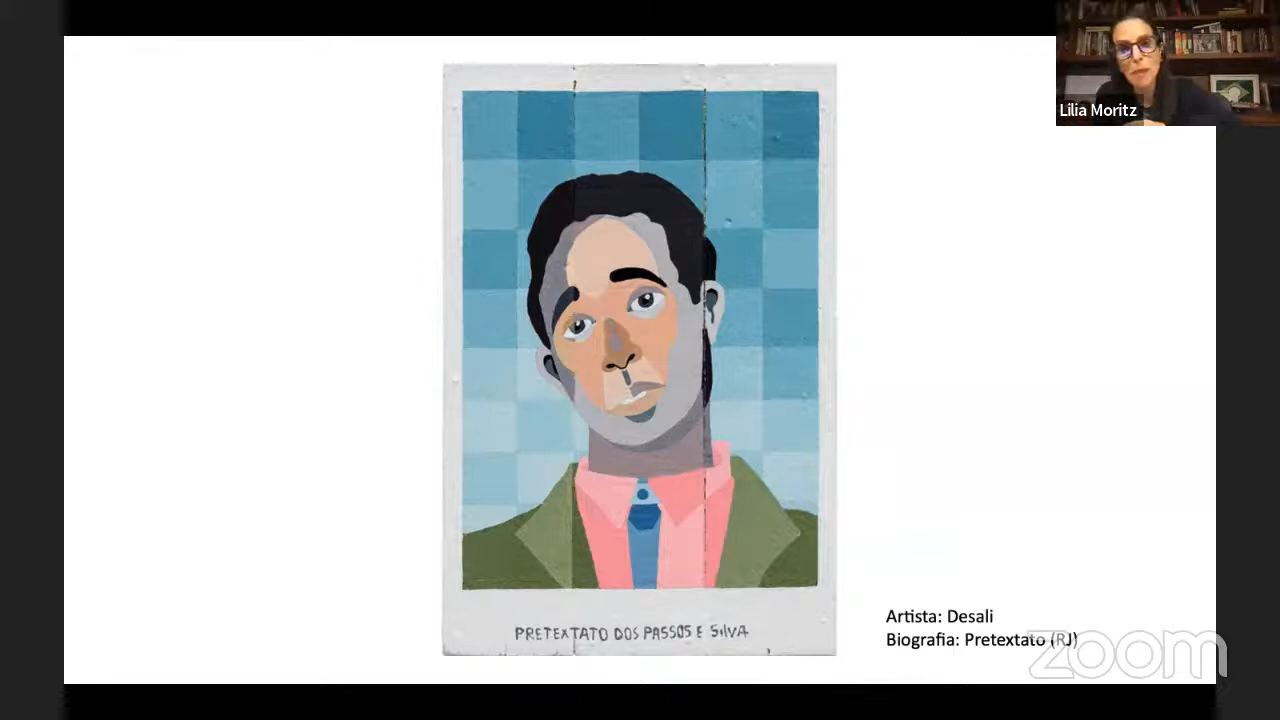 Lilia Moritz
PRETEXTATO DOS PASSOS E SILVA
Artista: Desali
Biografia: Pretextato (RJ)
zoom